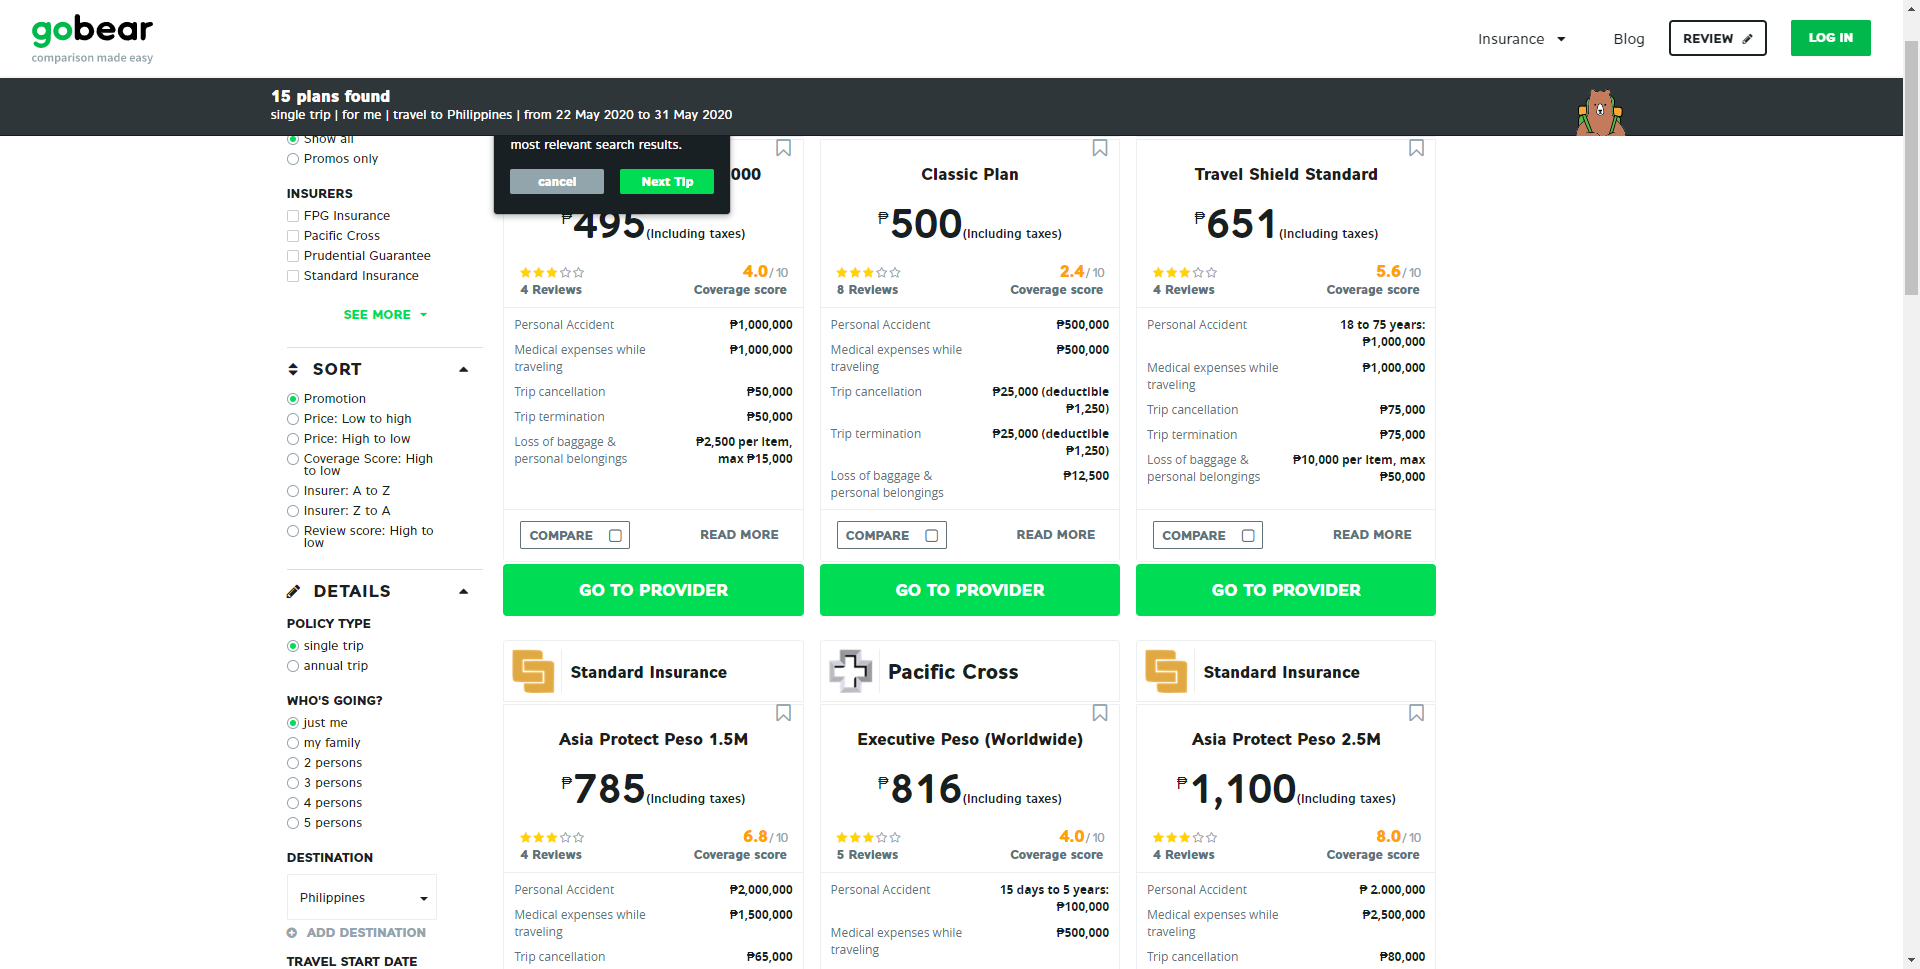 gobear
comparison made easy
Insurance
Blog
REVIEW
LOG IN
15 plans found
single trip | for me | travel to Philippines | from 22 May 2020 to 31 May 2020
Show all
Promos only
INSURERS
FPG Insurance
Pacific Cross
Prudential Guarantee
Standard Insurance
SEE MORE
SORT
Promotion
Price: Low to high
Price: High to low
Coverage Score: High
to low
Insurer: A to Z
Insurer: Z to A
Review score: High to
low
DETAILS
POLICY TYPE
single trip
annual trip
WHO'S GOING?
just me
my family
2 persons
3 persons
4 persons
5 persons
DESTINATION
Philippines
ADD DESTINATION
TRAVEL START DATE
most relevant search results.
cancel
Next Tip
000
₱495 (Including taxes)
4.0/10
4 Reviews
Coverage score
Personal Accident ₱1,000,000
Medical expenses while ₱1,000,000
traveling
Trip cancellation ₱50,000
Trip termination ₱50,000
Loss of baggage & ₱2,500 per item,
personal belongings max ₱15,000
COMPARE
READ MORE
GO TO PROVIDER
Classic Plan
₱500 (Including taxes)
2.4/10
8 Reviews
Coverage score
Personal Accident ₱500,000
Medical expenses while ₱500,000
traveling
Trip cancellation ₱25,000 (deductible
₱1,250)
Trip termination ₱25,000 (deductible
₱1,250)
Loss of baggage & ₱12,500
personal belongings
COMPARE
READ MORE
GO TO PROVIDER
Travel Shield Standard
₱651 (Including taxes)
5.6/10
4 Reviews
Coverage score
Personal Accident 18 to 75 years:
₱1,000,000
Medical expenses while ₱1,000,000
traveling
Trip cancellation ₱75,000
Trip termination ₱75,000
Loss of baggage & ₱10,000 per item, max
personal belongings ₱50,000
COMPARE
READ MORE
GO TO PROVIDER
Standard Insurance
Asia Protect Peso 1.5M
₱785 (Including taxes)
6.8/10
4 Reviews
Coverage score
Personal Accident ₱2,000,000
Medical expenses while ₱1,500,000
traveling
Trip cancellation ₱65,000
Pacific Cross
Executive Peso (Worldwide)
₱816 (Including taxes)
4.0/10
5 Reviews
Coverage score
Personal Accident 15 days to 5 years:
₱100,000
Medical expenses while ₱500,000
traveling
Standard Insurance
Asia Protect Peso 2.5M
₱1,100 (Including taxes)
8.0/10
4 Reviews
Coverage score
Personal Accident ₱ 2.000,000
Medical expenses while ₱2,500,000
traveling
Trip cancellation ₱80,000